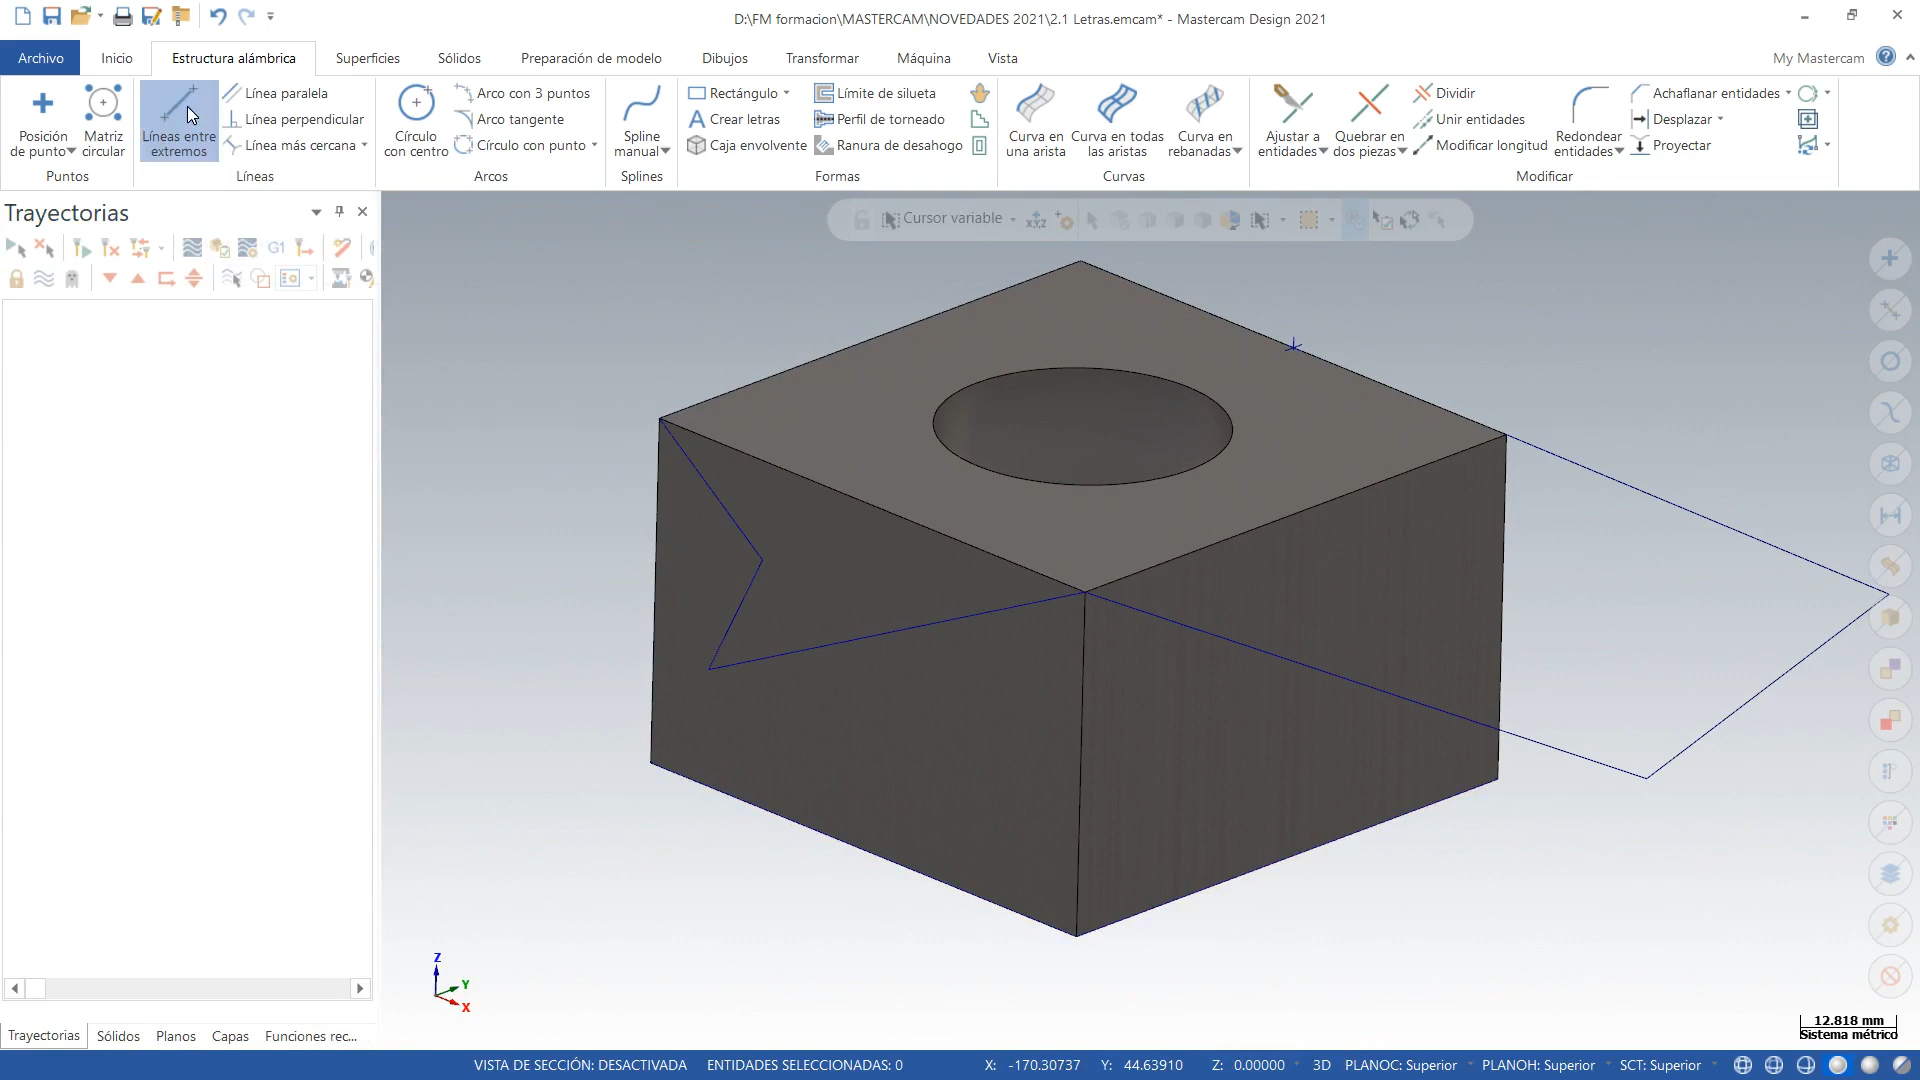 D:\FM formacion\MASTERCAM\NOVEDADES 2021\2.1 Letras.emcam* - Mastercam Design 2021
Archivo
Inicio
Estructura alámbrica
Superficies
Sólidos
Preparación de modelo
Dibujos
Transformar
Máquina
Vista
My Mastercam
Posición
de punto
Matriz
circular
Puntos
Líneas entre
extremos
Línea paralela
Línea perpendicular
Línea más cercana
Líneas
Círculo
con centro
Arco con 3 puntos
Arco tangente
Círculo con punto
Arcos
Spline
manual
Splines
Rectángulo
Crear letras
Caja envolvente
Límite de silueta
Perfil de torneado
Ranura de desahogo
Formas
Curva en
una arista
Curva en todas
las aristas
Curva en
rebanadas
Curvas
Ajustar a
entidades
Quebrar en
dos piezas
Dividir
Unir entidades
Modificar longitud
Redondear
entidades
Achaflanar entidades
Desplazar
Proyectar
Modificar
Trayectorias
G1
Cursor variable
XYZ
Z
Y
X
12.818 mm
Sistema métrico
Trayectorias
Sólidos
Planos
Capas
Funciones rec...
VISTA DE SECCIÓN: DESACTIVADA
ENTIDADES SELECCIONADAS: 0
X: -170.30737
Y: 44.63910
Z: 0.00000
3D
PLANOC: Superior
PLANOH: Superior
SCT: Superior